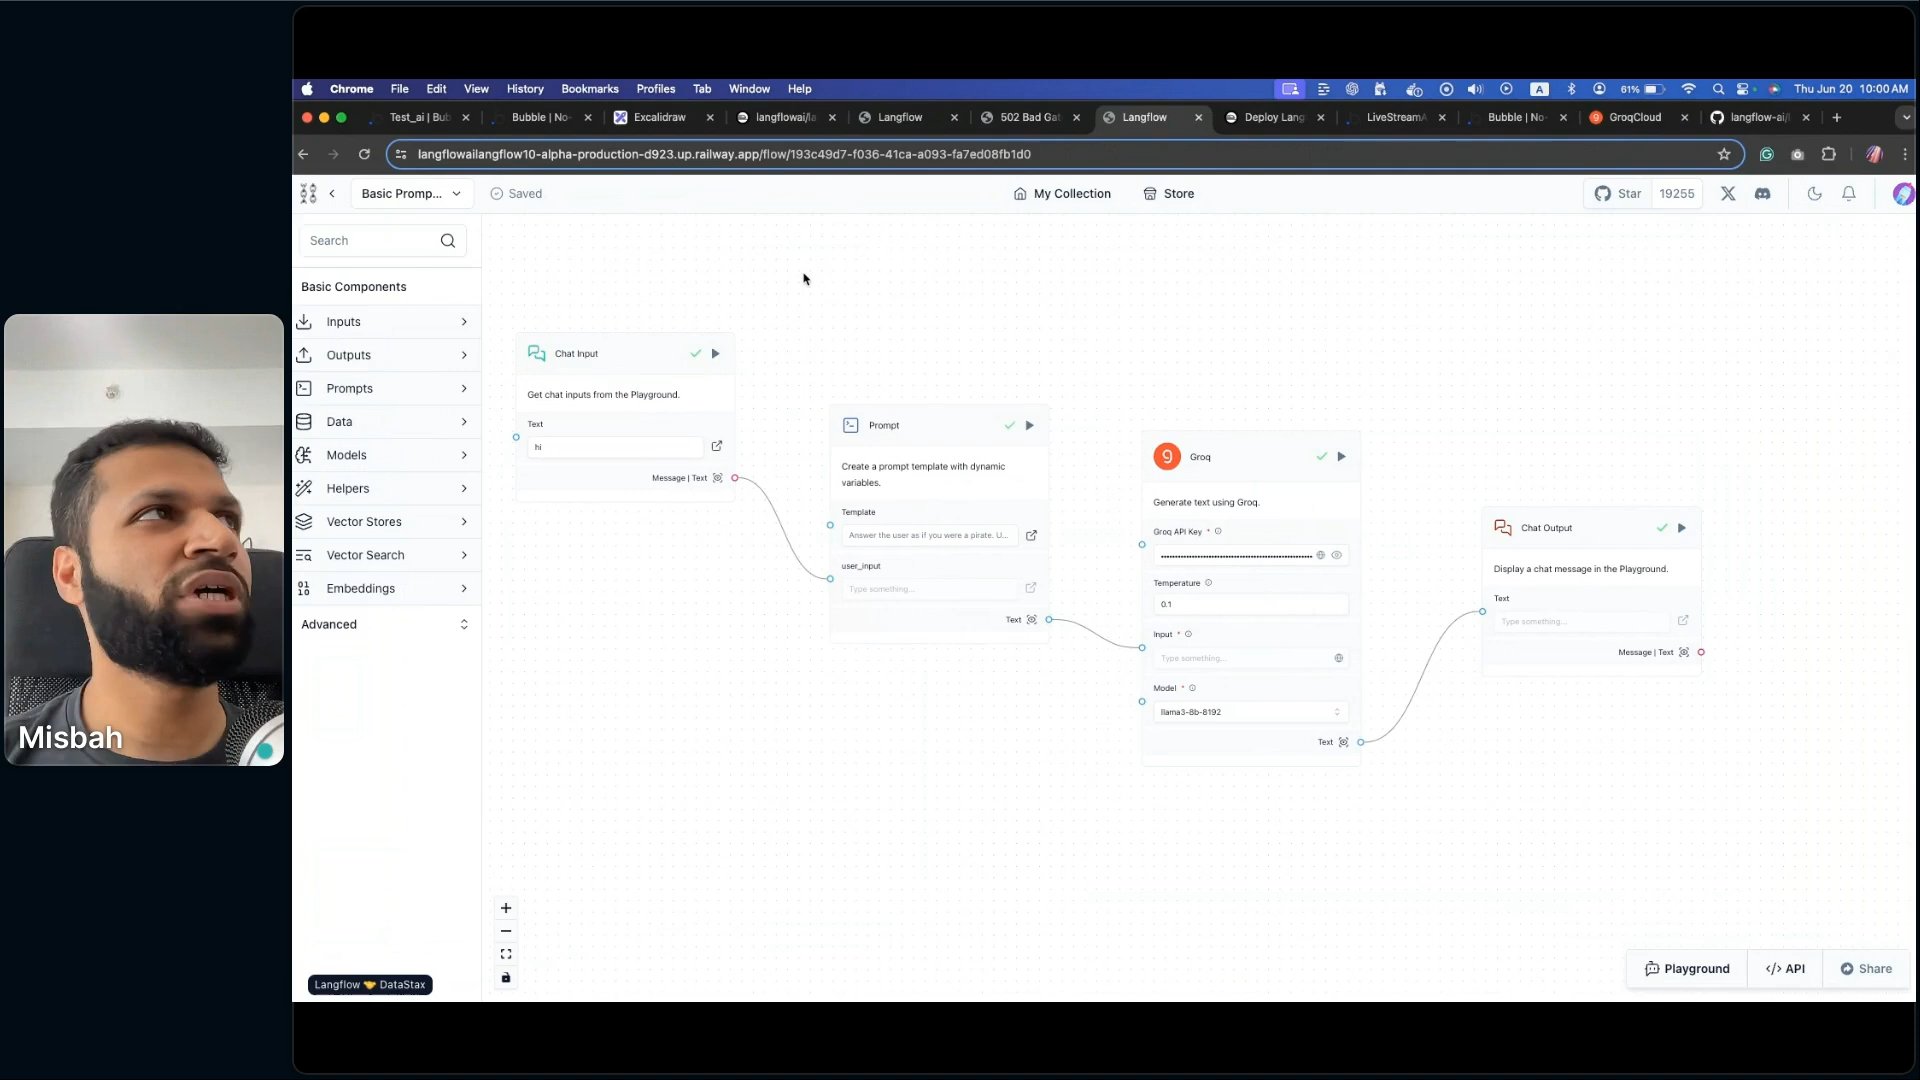 Chrome File Edit View History Bookmarks Profiles Tab Window Help
A 61% Thu Jun 20 10:00 AM
Test_ai | Bub Bubble | No- Excalidraw langflowai/la Langflow 502 Bad Gat Langflow Deploy Lang LiveStreamA Bubble | No- GroqCloud langflow-ai/l
langflowailangflow10-alpha-production-d923.up.railway.app/flow/193c49d7-f036-41ca-a093-fa7ed08fb1d0
Basic Promp... Saved My Collection Store Star 19255
Search
Basic Components
Inputs
Outputs
Prompts
Data
Models
Helpers
Vector Stores
Vector Search
Embeddings
Advanced
Chat Input
Get chat inputs from the Playground.
Text
hi
Message | Text
Prompt
Create a prompt template with dynamic
variables.
Template
Answer the user as if you were a pirate. U...
user_input
Type something...
Text
Groq
Generate text using Groq.
Groq API Key *
Temperature
0.1
Input *
Type something...
Model *
llama3-8b-8192
Text
Chat Output
Display a chat message in the Playground.
Text
Type something...
Message | Text
Misbah
Langflow DataStax
Playground </> API Share